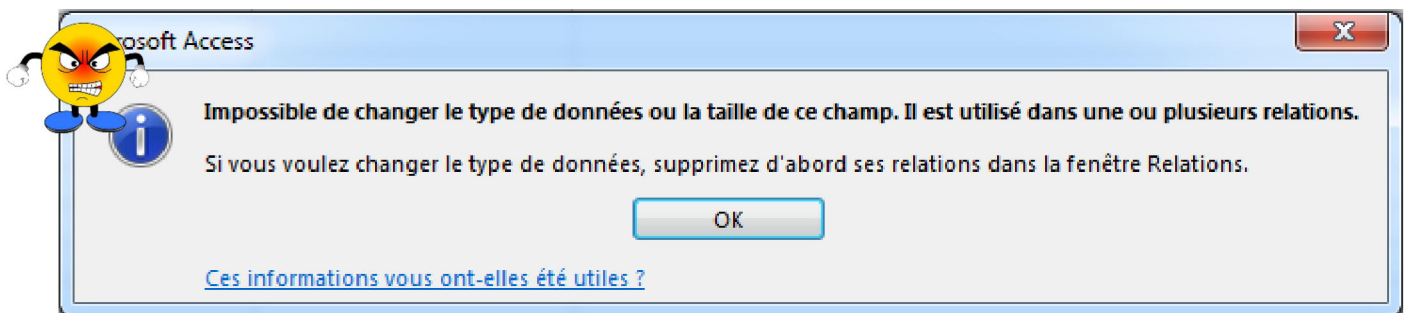 rosoft Access
Impossible de changer le type de données ou la taille de ce champ. Il est utilisé dans une ou plusieurs relations.
Si vous voulez changer le type de données, supprimez d'abord ses relations dans la fenêtre Relations.
OK
Ces informations vous ont-elles été utiles ?